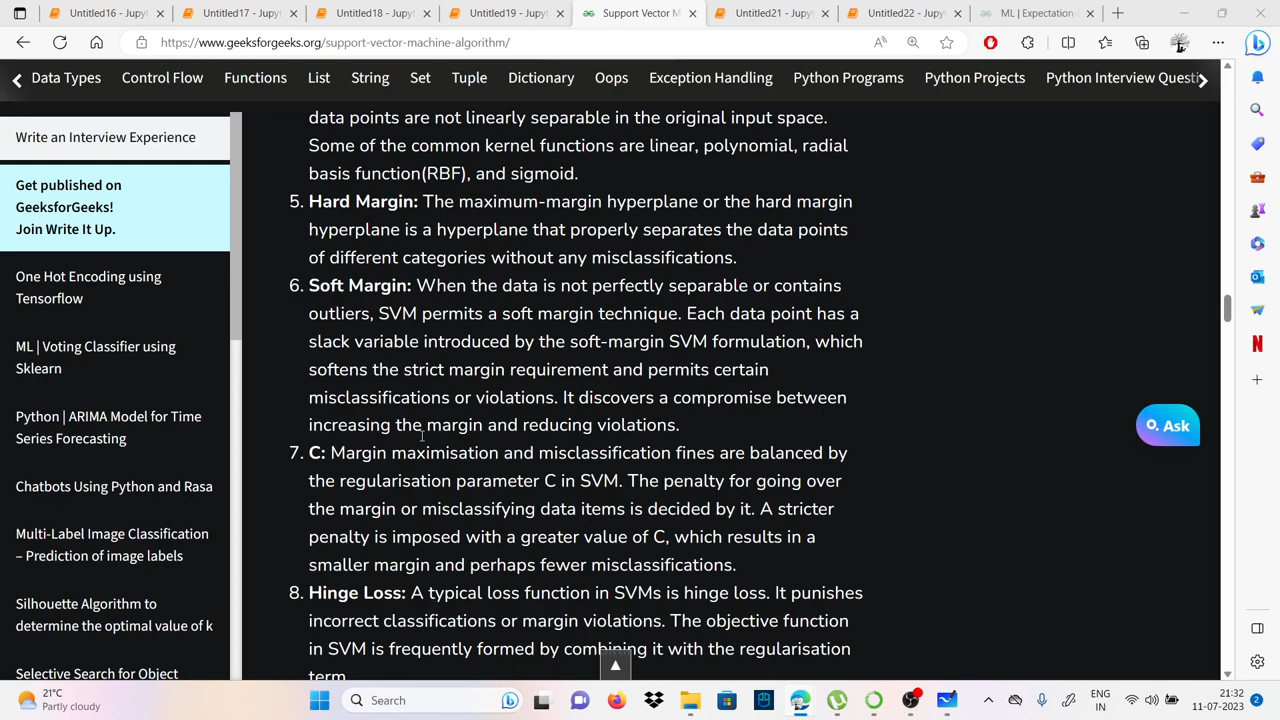 Untitled16 - Jupyt
Untitled17 - Jupyt
Untitled18 - Jupyt
Untitled19 - Jupyt
Support Vector M
Untitled21 - Jupyt
Untitled22 - Jupyt
ML | Expectation-
https://www.geeksforgeeks.org/support-vector-machine-algorithm/
Data Types
Control Flow
Functions
List
String
Set
Tuple
Dictionary
Oops
Exception Handling
Python Programs
Python Projects
Python Interview Questi
Write an Interview Experience
Get published on
GeeksforGeeks!
Join Write It Up.
One Hot Encoding using
Tensorflow
ML | Voting Classifier using
Sklearn
Python | ARIMA Model for Time
Series Forecasting
Chatbots Using Python and Rasa
Multi-Label Image Classification
– Prediction of image labels
Silhouette Algorithm to
determine the optimal value of k
Selective Search for Object
data points are not linearly separable in the original input space.
Some of the common kernel functions are linear, polynomial, radial
basis function(RBF), and sigmoid.
5. Hard Margin: The maximum-margin hyperplane or the hard margin
hyperplane is a hyperplane that properly separates the data points
of different categories without any misclassifications.
6. Soft Margin: When the data is not perfectly separable or contains
outliers, SVM permits a soft margin technique. Each data point has a
slack variable introduced by the soft-margin SVM formulation, which
softens the strict margin requirement and permits certain
misclassifications or violations. It discovers a compromise between
increasing the margin and reducing violations.
7. C: Margin maximisation and misclassification fines are balanced by
the regularisation parameter C in SVM. The penalty for going over
the margin or misclassifying data items is decided by it. A stricter
penalty is imposed with a greater value of C, which results in a
smaller margin and perhaps fewer misclassifications.
8. Hinge Loss: A typical loss function in SVMs is hinge loss. It punishes
incorrect classifications or margin violations. The objective function
in SVM is frequently formed by combining it with the regularisation
term.
Ask
21°C
Partly cloudy
Search
ENG
IN
21:32
11-07-2023
2